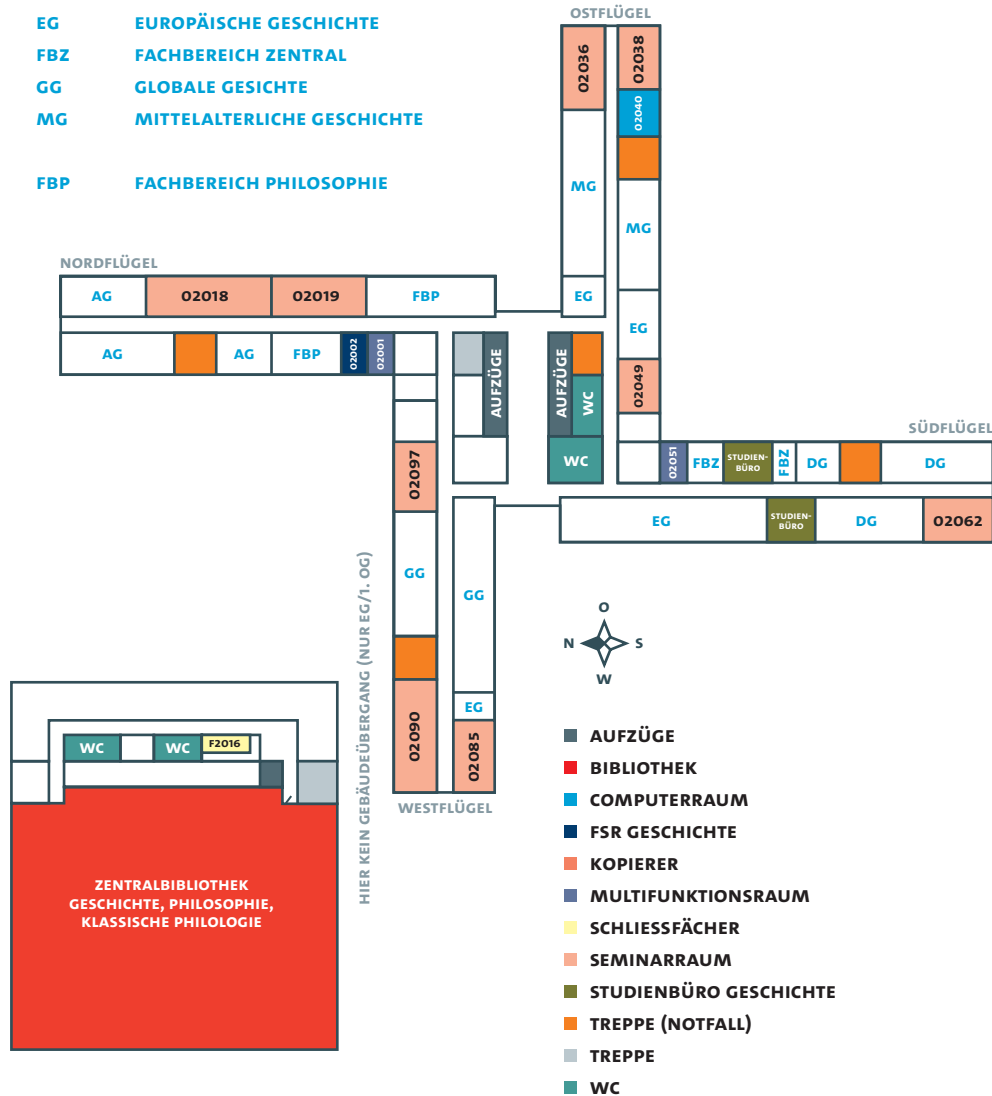 OSTFLÜGEL
EG EUROPÄISCHE GESCHICHTE
FBZ FACHBEREICH ZENTRAL
GG GLOBALE GESICHTE
MG MITTELALTERLICHE GESCHICHTE
FBP FACHBEREICH PHILOSOPHIE
02036
02038
02040
MG
MG
EG
EG
02049
NORDFLÜGEL
AG
02018
02019
FBP
AG
AG
FBP
02002
02001
AUFZÜGE
AUFZÜGE
WC
WC
SÜDFLÜGEL
02051
FBZ
STUDIEN-
BÜRO
FBZ
DG
DG
EG
STUDIEN-
BÜRO
DG
02062
02097
GG
GG
EG
02090
02085
WESTFLÜGEL
HIER KEIN GEBÄUDEÜBERGANG (NUR EG/1. OG)
O
N
S
W
WC
WC
F2016
ZENTRALBIBLIOTHEK
GESCHICHTE, PHILOSOPHIE,
KLASSISCHE PHILOLOGIE
AUFZÜGE
BIBLIOTHEK
COMPUTERRAUM
FSR GESCHICHTE
KOPIERER
MULTIFUNKTIONSRAUM
SCHLIESSFÄCHER
SEMINARRAUM
STUDIENBÜRO GESCHICHTE
TREPPE (NOTFALL)
TREPPE
WC